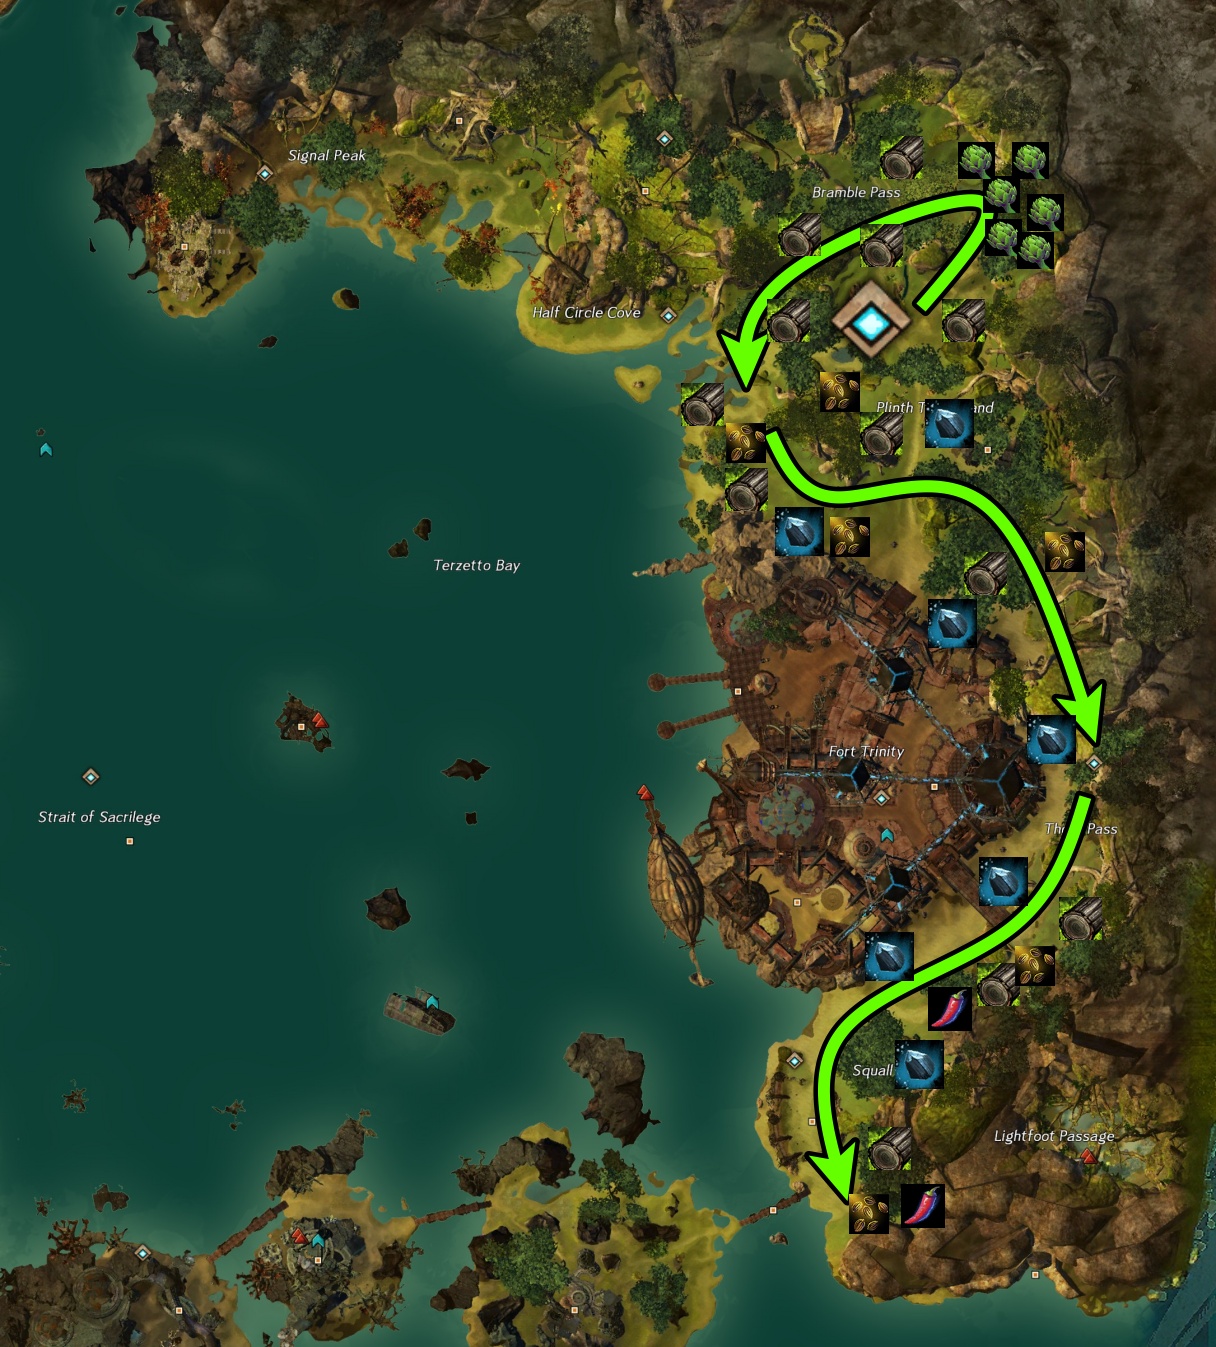 Signal Peak
Bramble Pass
Half Circle Cove
Plinth T
and
Terzetto Bay
Fort Trinity
Strait of Sacrilege
Pass
Squall
Lightfoot Passage